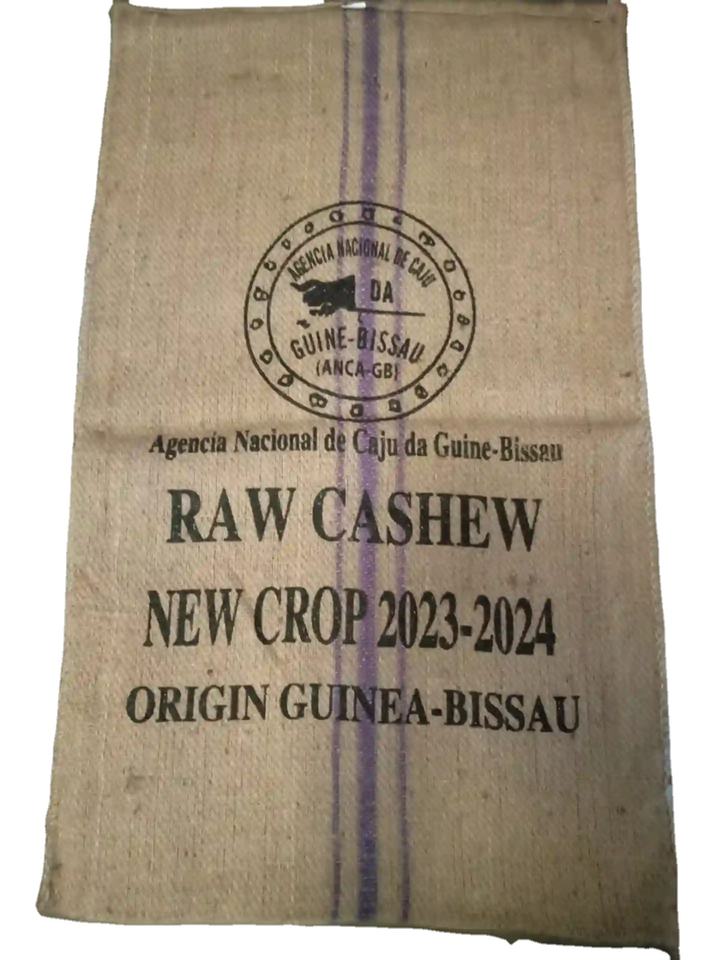 AGENCIA NACIONAL DE CAJU
DA
GUINE-BISSAU
(ANCA-GB)
Agencia Nacional de Caju da Guine-Bissau
RAW CASHEW
NEW CROP 2023-2024
ORIGIN GUINEA-BISSAU